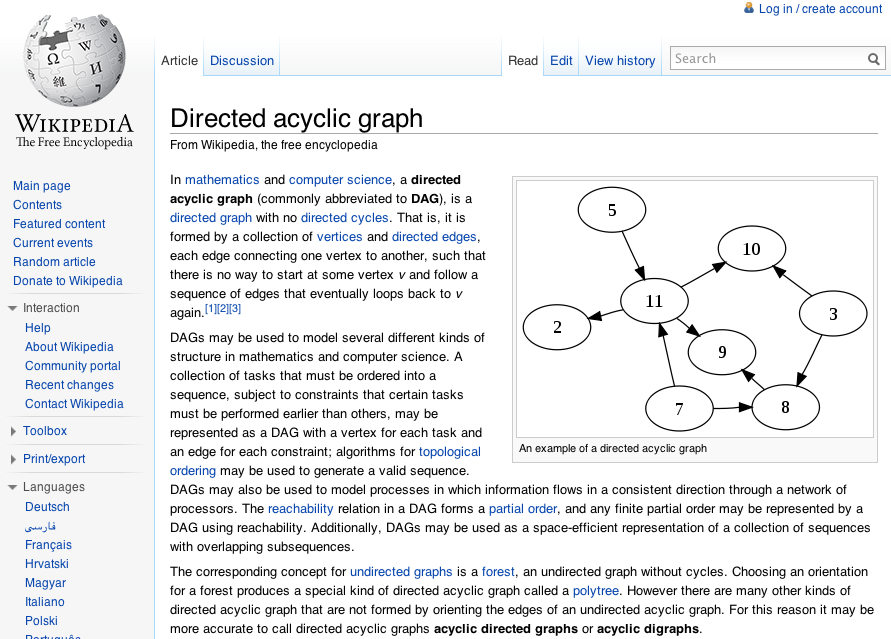 Log in / create account
Article
Discussion
Read
Edit
View history
Search
WIKIPEDIA
The Free Encyclopedia
Main page
Contents
Featured content
Current events
Random article
Donate to Wikipedia
Interaction
Help
About Wikipedia
Community portal
Recent changes
Contact Wikipedia
Toolbox
Print/export
Languages
Deutsch
فارسی
Français
Hrvatski
Magyar
Italiano
Polski
Português
Directed acyclic graph
From Wikipedia, the free encyclopedia
In mathematics and computer science, a directed
acyclic graph (commonly abbreviated to DAG), is a
directed graph with no directed cycles. That is, it is
formed by a collection of vertices and directed edges,
each edge connecting one vertex to another, such that
there is no way to start at some vertex v and follow a
sequence of edges that eventually loops back to v
again.[1][2][3]
DAGs may be used to model several different kinds of
structure in mathematics and computer science. A
collection of tasks that must be ordered into a
sequence, subject to constraints that certain tasks
must be performed earlier than others, may be
represented as a DAG with a vertex for each task and
an edge for each constraint; algorithms for topological
ordering may be used to generate a valid sequence.
DAGs may also be used to model processes in which information flows in a consistent direction through a network of
processors. The reachability relation in a DAG forms a partial order, and any finite partial order may be represented by a
DAG using reachability. Additionally, DAGs may be used as a space-efficient representation of a collection of sequences
with overlapping subsequences.
The corresponding concept for undirected graphs is a forest, an undirected graph without cycles. Choosing an orientation
for a forest produces a special kind of directed acyclic graph called a polytree. However there are many other kinds of
directed acyclic graph that are not formed by orienting the edges of an undirected acyclic graph. For this reason it may be
more accurate to call directed acyclic graphs acyclic directed graphs or acyclic digraphs.
5
10
11
3
2
9
7
8
An example of a directed acyclic graph